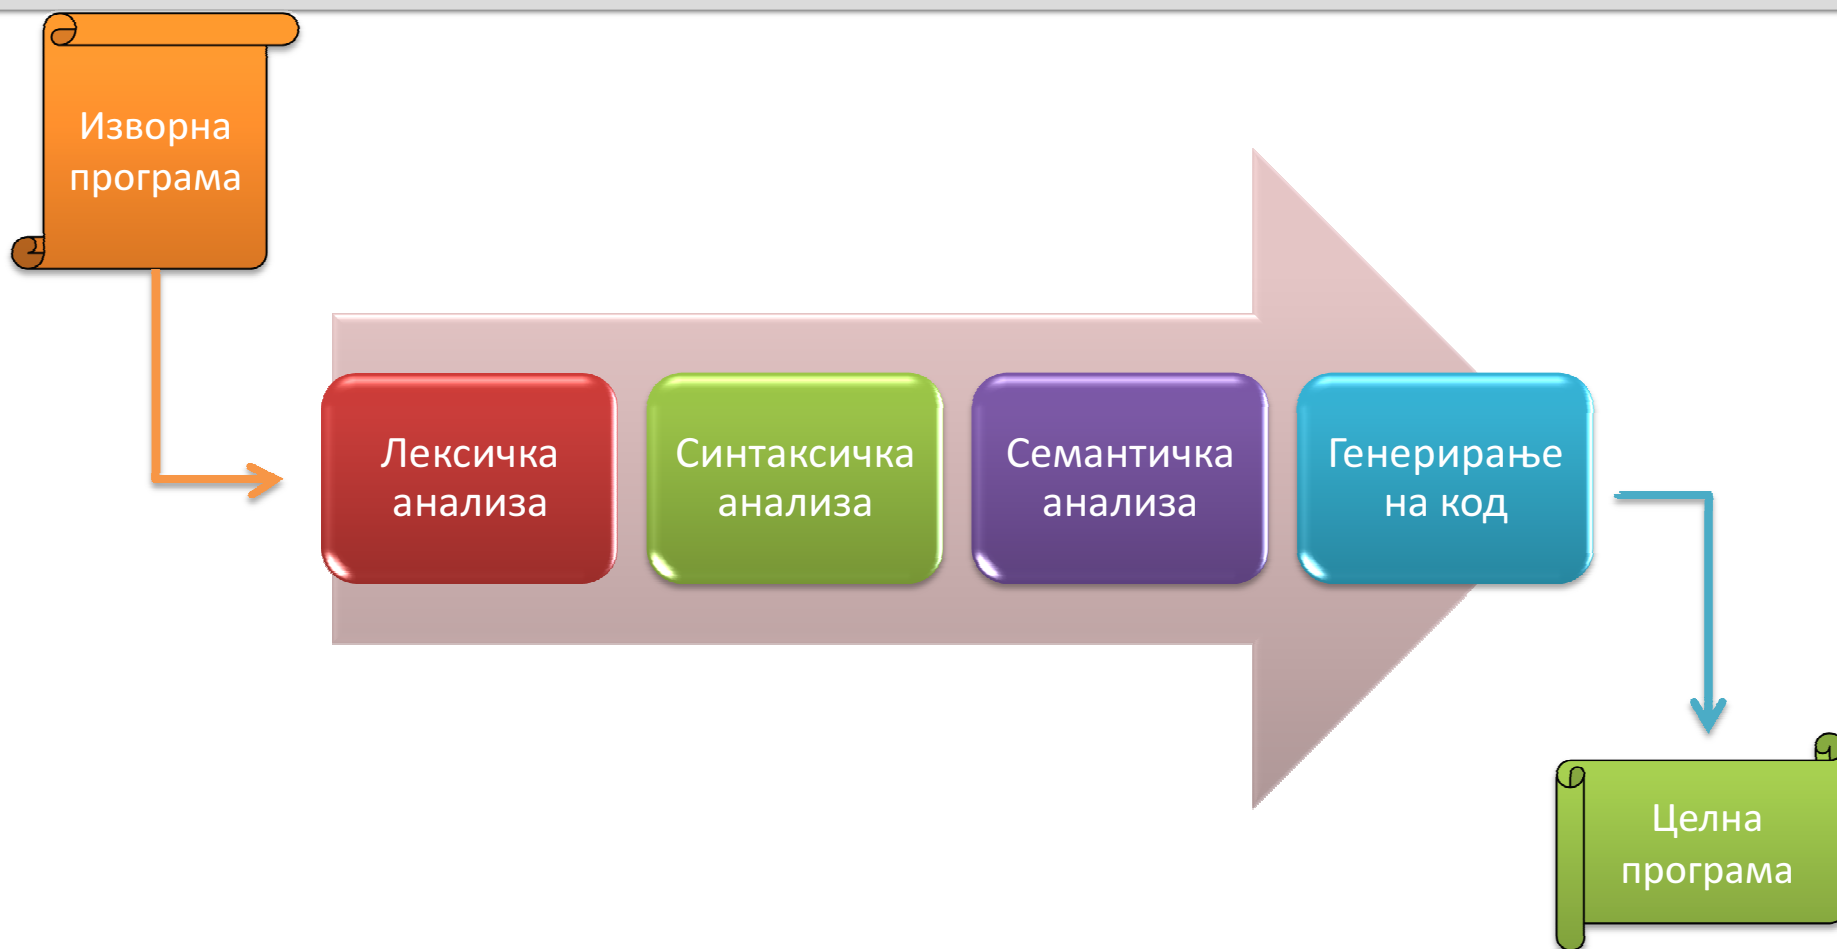 Изворна
програма
Лексичка
анализа
Синтаксичка
анализа
Семантичка
анализа
Генерирање
на код
Целна
програма